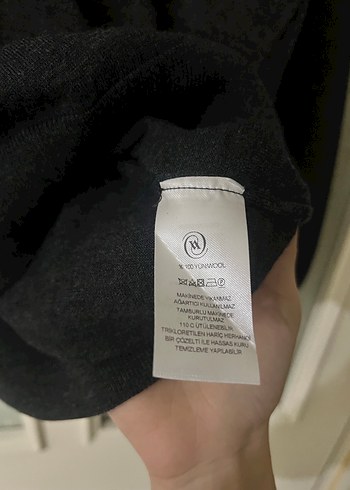 % 100 YÜN/WOOL
MAKİNEDE YIKANMAZ
AĞARTICI KULLANILMAZ
TAMBURLU MAKİNEDE
KURUTULMAZ
110 C ÜTÜLENEBİLİR
TRİKLORETİLEN HARİÇ HERHANGİ
BİR ÇÖZELTİ İLE HASSAS KURU
TEMİZLEME YAPILABİLİR